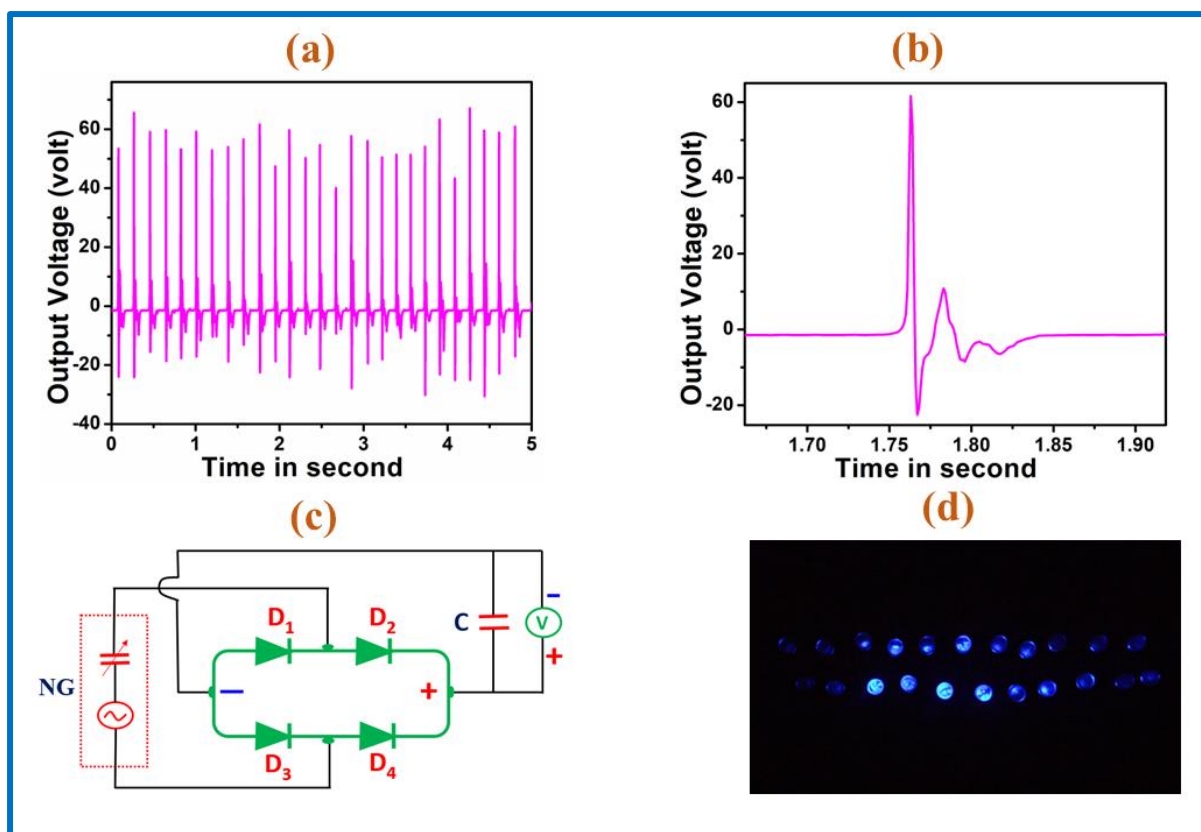 (a)
60
40
20
0
-20
-40
0 1 2 3 4 5
Output Voltage (volt)
Time in second
(b)
60
40
20
0
-20
1.70 1.75 1.80 1.85 1.90
Output Voltage (volt)
Time in second
(c)
NG
D1 D2
− +
D3 D4
C
−
V
+
(d)